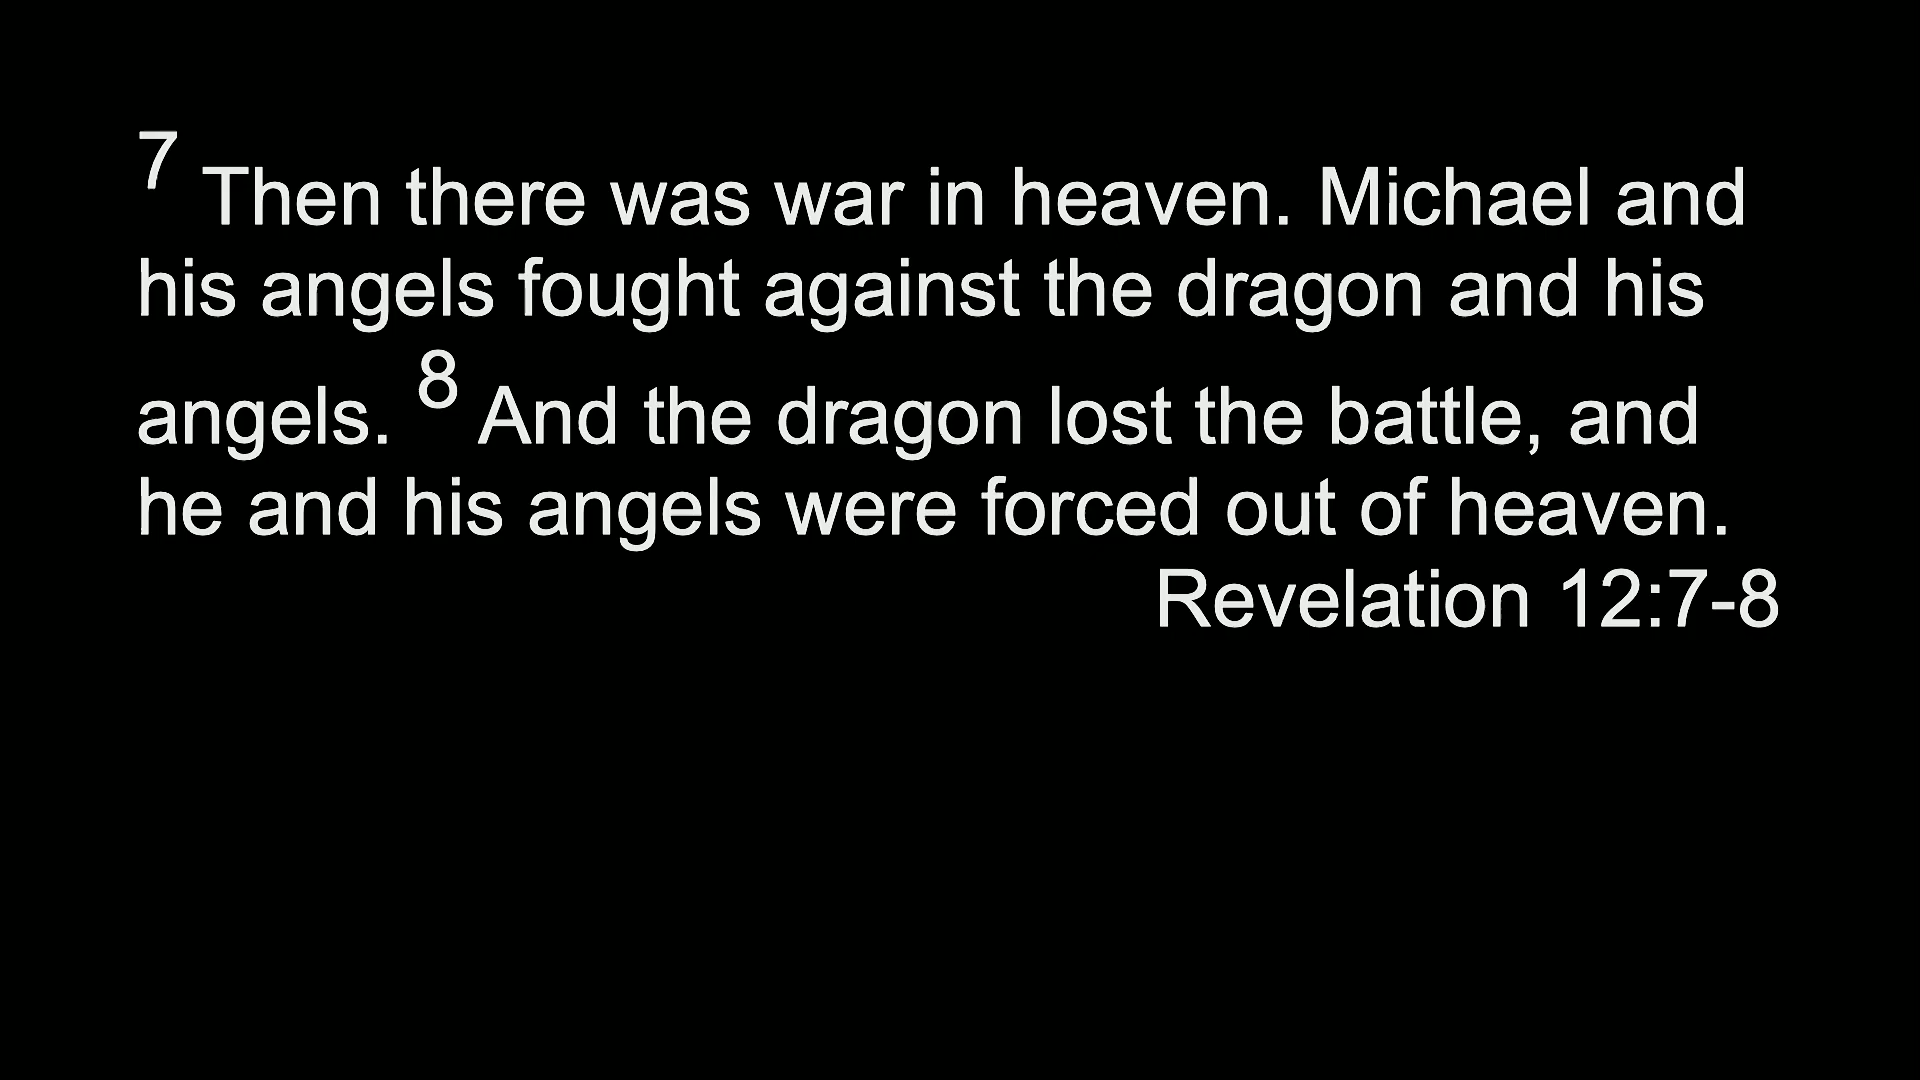 7 Then there was war in heaven. Michael and
his angels fought against the dragon and his
angels. 8 And the dragon lost the battle, and
he and his angels were forced out of heaven.
Revelation 12:7-8